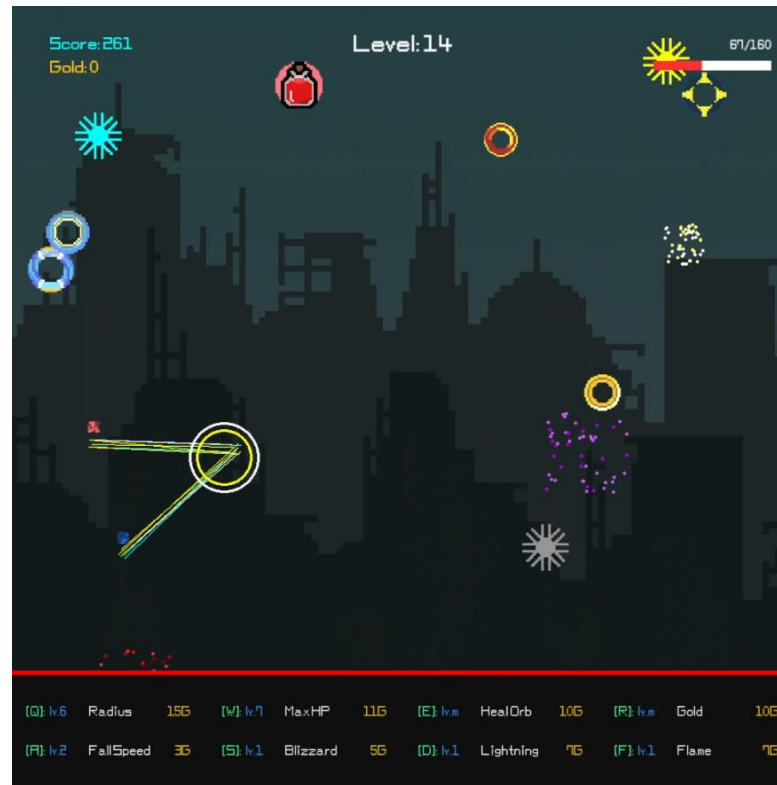 Score:261
Level:14
67/160
Gold:0
[Q]: lv.6 Radius 15G [W]: lv.7 MaxHP 11G [E]: lv.m HealOrb 10G [R]: lv.m Gold 10G
[A]: lv.2 FallSpeed 3G [S]: lv.1 Blizzard 5G [D]: lv.1 Lightning 7G [F]: lv.1 Flame 7G